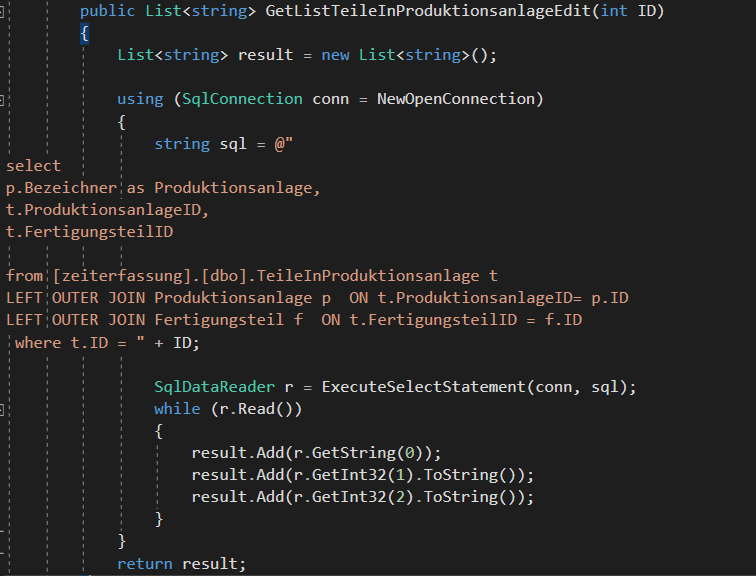 public List<string> GetListTeileInProduktionsanlageEdit(int ID)
{
List<string> result = new List<string>();
using (SqlConnection conn = NewOpenConnection)
{
string sql = @"
select
p.Bezeichner as Produktionsanlage,
t.ProduktionsanlageID,
t.FertigungsteilID
from [zeiterfassung].[dbo].TeileInProduktionsanlage t
LEFT OUTER JOIN Produktionsanlage p  ON t.ProduktionsanlageID= p.ID
LEFT OUTER JOIN Fertigungsteil f  ON t.FertigungsteilID = f.ID
where t.ID = " + ID;
SqlDataReader r = ExecuteSelectStatement(conn, sql);
while (r.Read())
{
result.Add(r.GetString(0));
result.Add(r.GetInt32(1).ToString());
result.Add(r.GetInt32(2).ToString());
}
}
return result;